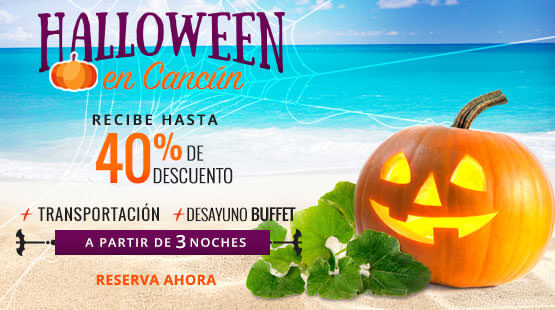 HALLOWEEN
en Cancún
RECIBE HASTA
40% DE
DESCUENTO
+ TRANSPORTACIÓN + DESAYUNO BUFFET
A PARTIR DE 3 NOCHES
RESERVA AHORA